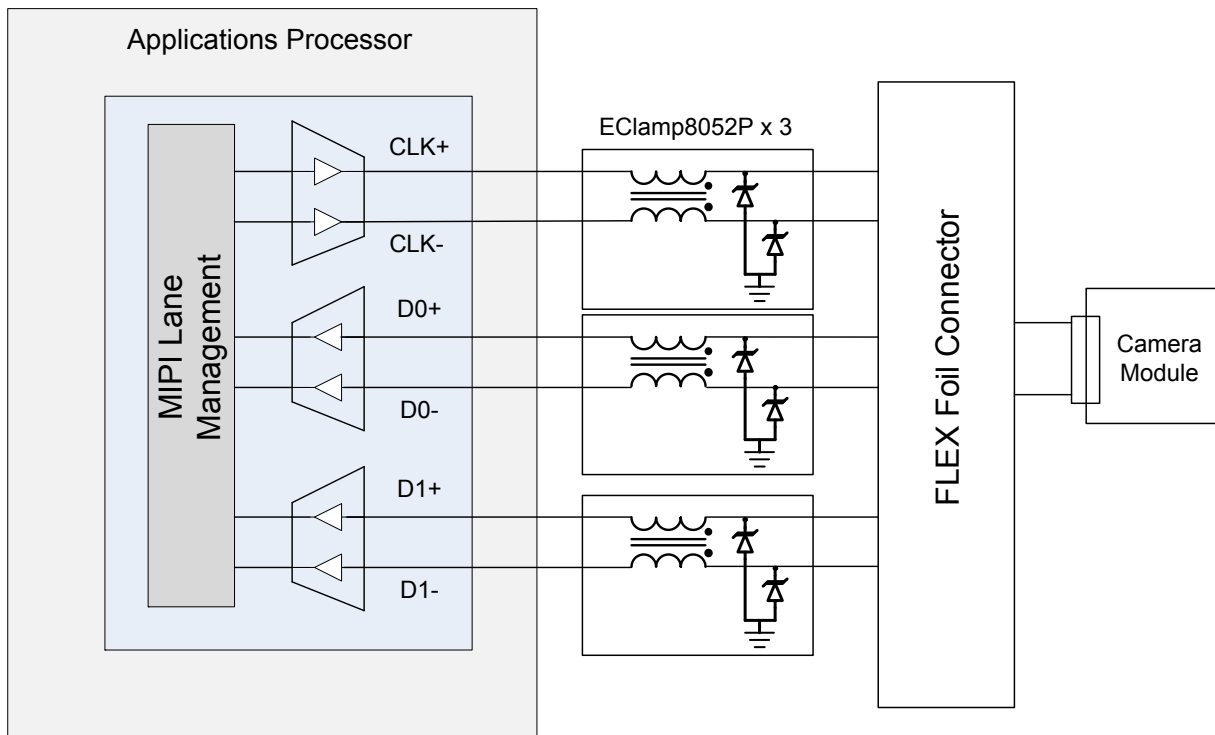 Applications Processor
MIPI Lane
Management
CLK+
CLK-
D0+
D0-
D1+
D1-
EClamp8052P x 3
FLEX Foil Connector
Camera
Module